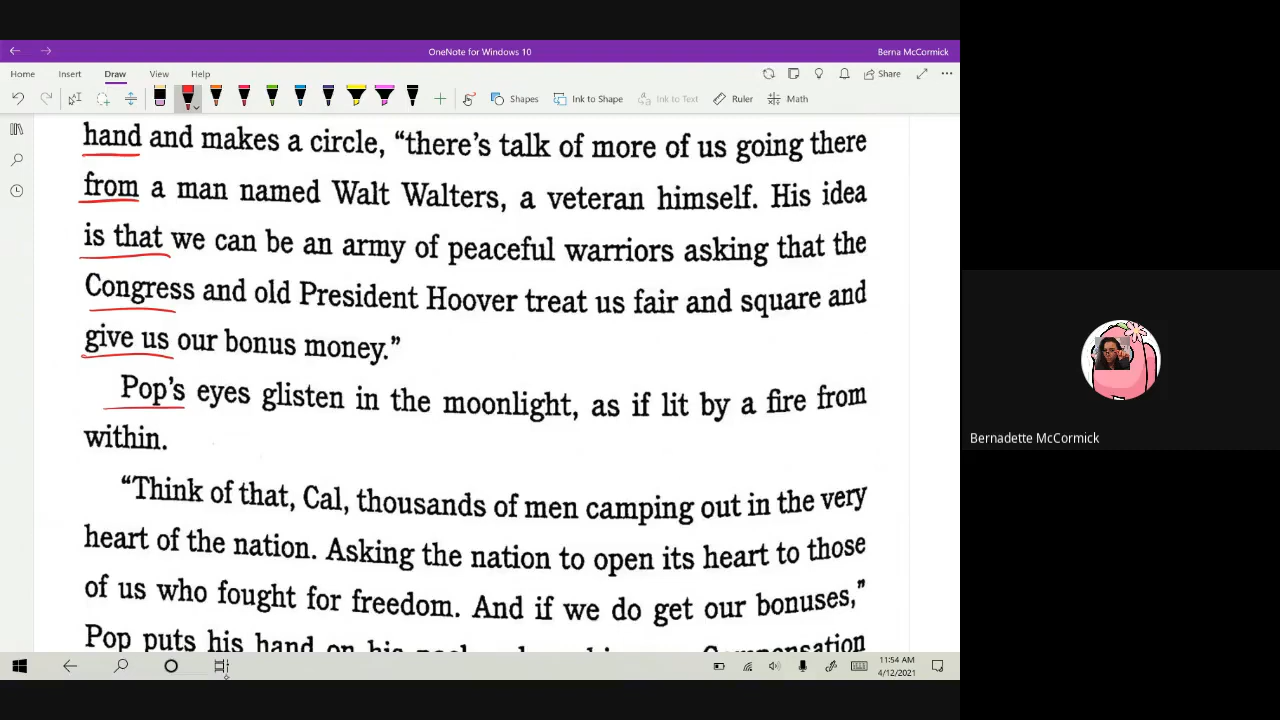 OneNote for Windows 10
Berna McCormick
Home Insert Draw View Help
Share
Shapes Ink to Shape Ink to Text Ruler Math
hand and makes a circle, “there’s talk of more of us going there
from a man named Walt Walters, a veteran himself. His idea
is that we can be an army of peaceful warriors asking that the
Congress and old President Hoover treat us fair and square and
give us our bonus money.”
Pop’s eyes glisten in the moonlight, as if lit by a fire from
within.
“Think of that, Cal, thousands of men camping out in the very
heart of the nation. Asking the nation to open its heart to those
of us who fought for freedom. And if we do get our bonuses,”
Pop puts his hand on his
Compensation
Bernadette McCormick
11:54 AM
4/12/2021